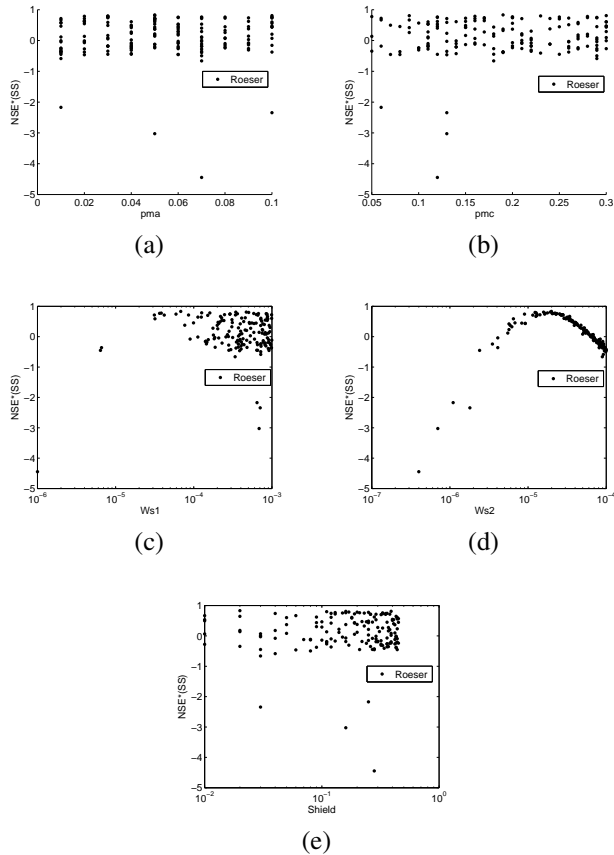 1
0
−1
−2
−3
−4
−5
NSE*(SS)
Roeser
0 0.02 0.04 0.06 0.08 0.1
pma
(a)
1
0
−1
−2
−3
−4
−5
NSE*(SS)
Roeser
0.05 0.1 0.15 0.2 0.25 0.3
pmc
(b)
1
0
−1
−2
−3
−4
−5
NSE*(SS)
Roeser
10−6 10−5 10−4 10−3
Ws1
(c)
1
0
−1
−2
−3
−4
−5
NSE*(SS)
Roeser
10−7 10−6 10−5 10−4
Ws2
(d)
1
0
−1
−2
−3
−4
−5
NSE*(SS)
Roeser
10−2 10−1 100
Shield
(e)